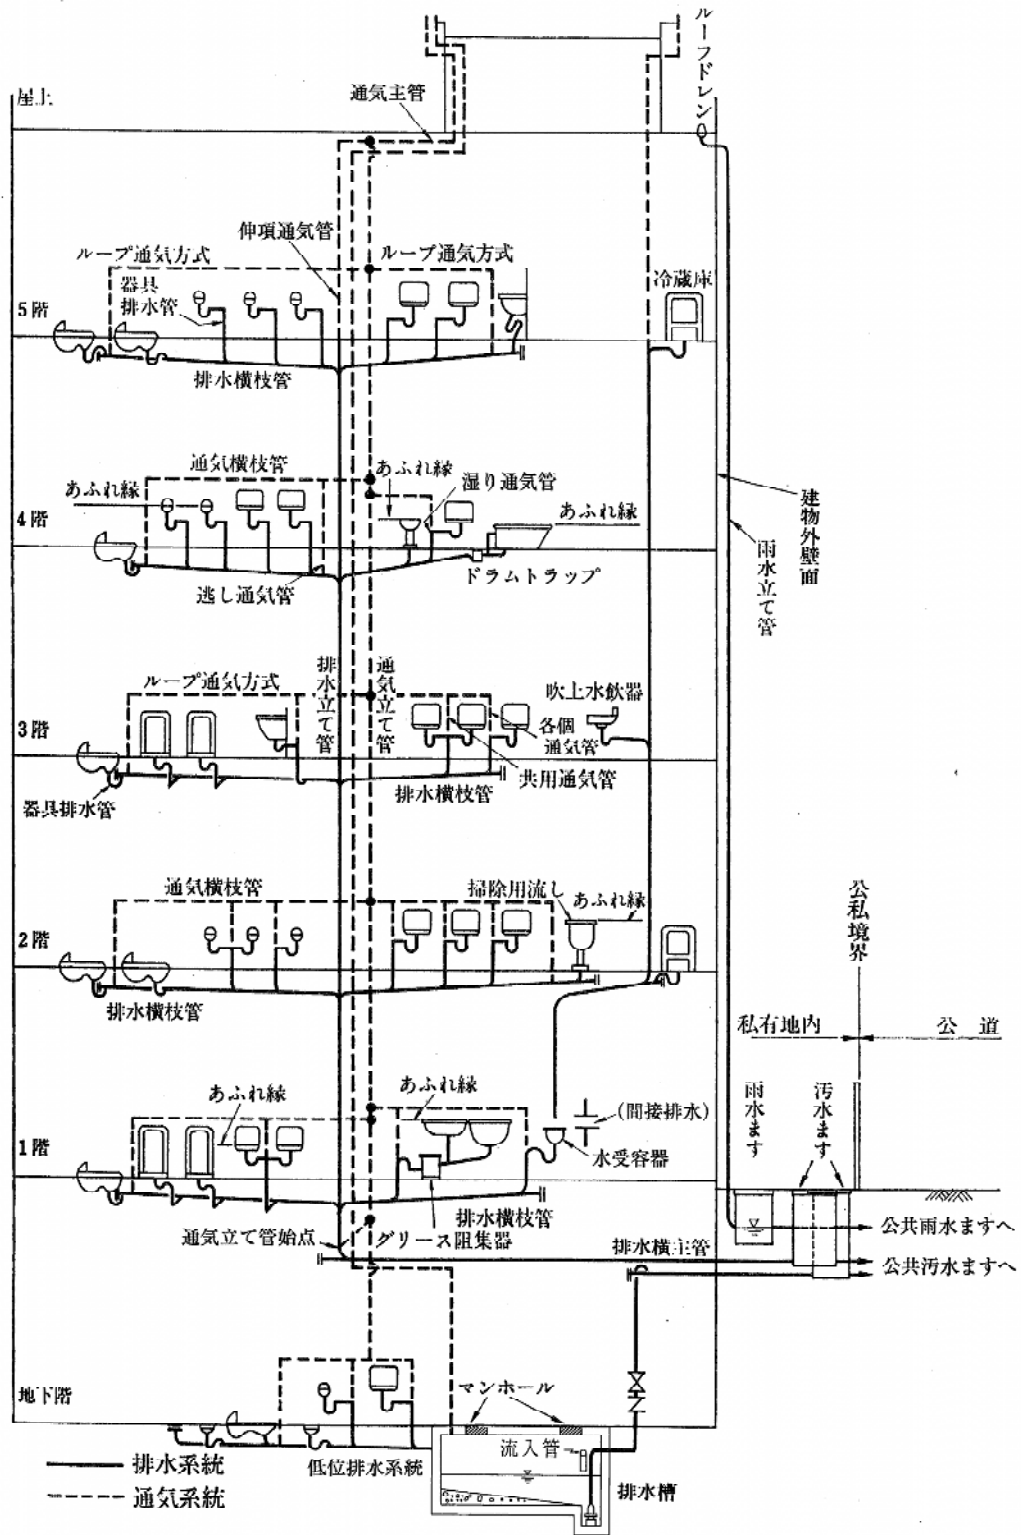 ルーフドレン
屋上
通気主管
伸項通気管
ループ通気方式
ループ通気方式
器具
排水管
冷蔵庫
5階
排水横枝管
通気横枝管
あふれ縁
湿り通気管
あふれ縁
あふれ縁
4階
建物外壁面
雨水立て管
逃し通気管
ドラムトラップ
ループ通気方式
排水立て管
通気立て管
吹上水飲器
3階
各個
通気管
共用通気管
器具排水管
排水横枝管
通気横枝管
掃除用流し
あふれ縁
公私境界
2階
排水横枝管
私有地内
公道
あふれ縁
あふれ縁
雨水ます
汚水ます
(間接排水)
1階
水受容器
排水横枝管
通気立て管始点
グリース阻集器
排水横主管
公共雨水ますへ
公共汚水ますへ
地下階
マンホール
流入管
排水系統
低位排水系統
排水槽
通気系統